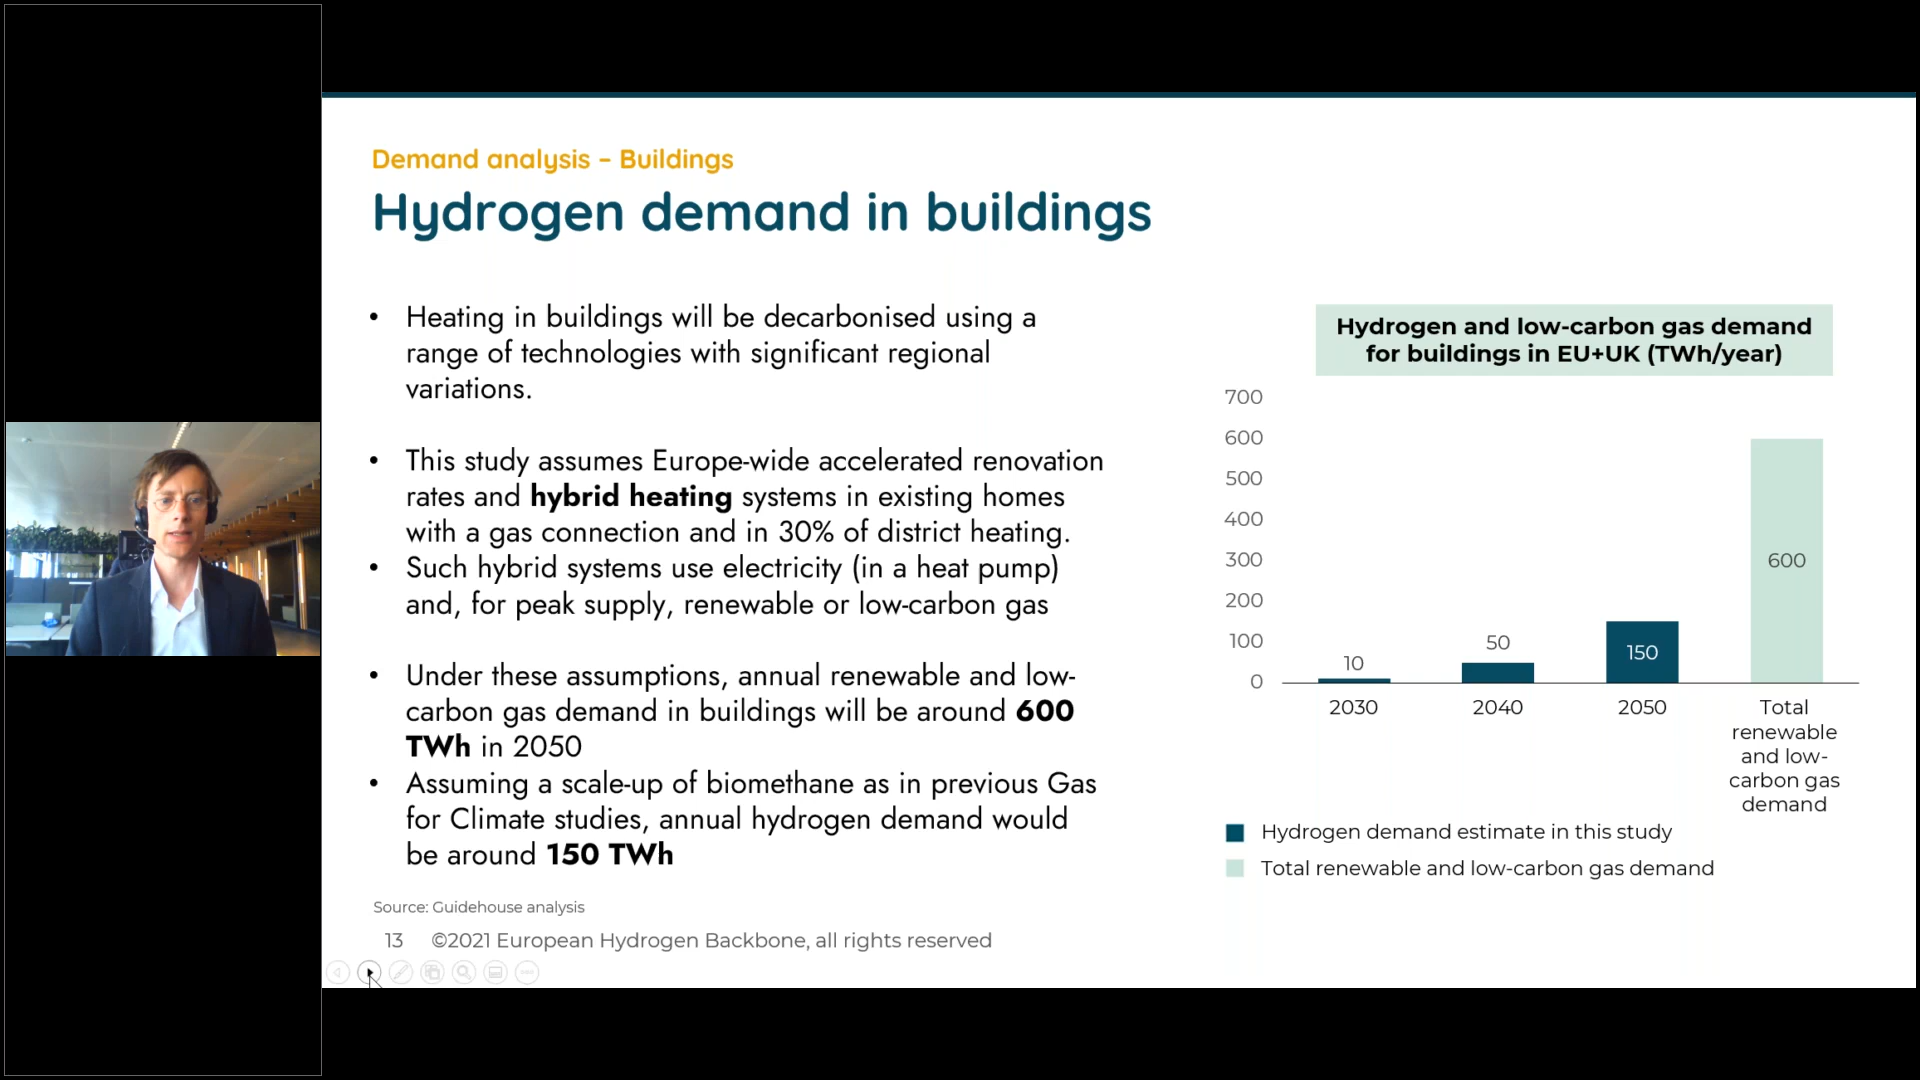 Demand analysis – Buildings
Hydrogen demand in buildings
• Heating in buildings will be decarbonised using a
range of technologies with significant regional
variations.
• This study assumes Europe-wide accelerated renovation
rates and hybrid heating systems in existing homes
with a gas connection and in 30% of district heating.
• Such hybrid systems use electricity (in a heat pump)
and, for peak supply, renewable or low-carbon gas
• Under these assumptions, annual renewable and low-
carbon gas demand in buildings will be around 600
TWh in 2050
• Assuming a scale-up of biomethane as in previous Gas
for Climate studies, annual hydrogen demand would
be around 150 TWh
Source: Guidehouse analysis
13 ©2021 European Hydrogen Backbone, all rights reserved
Hydrogen and low-carbon gas demand
for buildings in EU+UK (TWh/year)
700
600
500
400
300
200
100
0
10
50
150
600
2030
2040
2050
Total
renewable
and low-
carbon gas
demand
Hydrogen demand estimate in this study
Total renewable and low-carbon gas demand